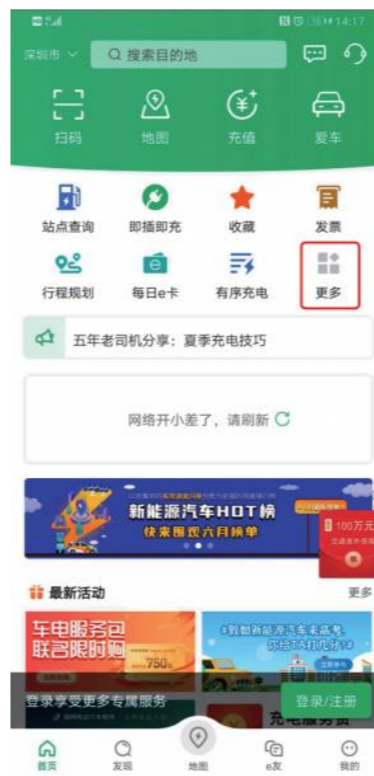 14:17
深圳市
搜索目的地
扫码 地图 充值 爱车
站点查询 即插即充 收藏 发票
行程规划 每日e卡 有序充电 更多
五年老司机分享：夏季充电技巧
网络开小差了，请刷新
新能源汽车HOT榜
快来围观六月榜单
100万元
最新活动 更多
车电服务包
联名限时购
750
登录享受更多专属服务
登录/注册
首页 发现 地图 e友 我的